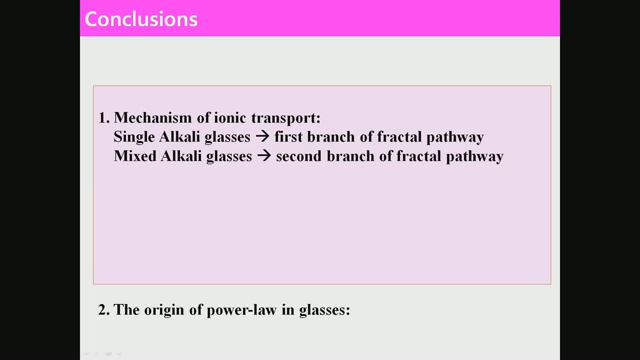 Conclusions
1. Mechanism of ionic transport:
Single Alkali glasses → first branch of fractal pathway
Mixed Alkali glasses → second branch of fractal pathway
2. The origin of power-law in glasses: